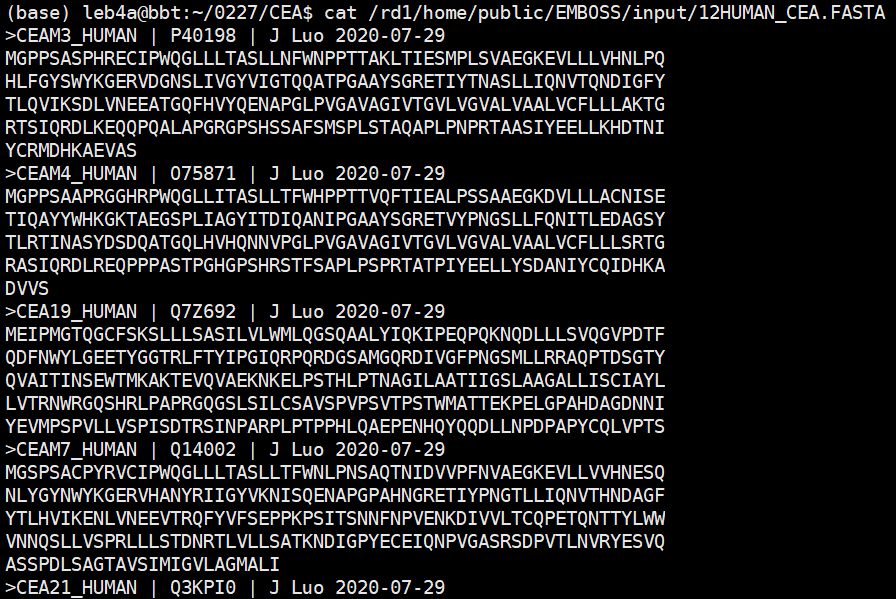 (base) leb4a@bbt:~/0227/CEA$ cat /rd1/home/public/EMBOSS/input/12HUMAN_CEA.FASTA
>CEAM3_HUMAN | P40198 | J Luo 2020-07-29
MGPPSASPHRECIPWQGLLLTASLLNFWNPPTTAKLTIESMPLSVAEGKEVLLLVHNLPQ
HLFGYSWYKGERVDGNSLIVGYVIGTQQATPGAAYSGRETIYTNASLLIQNVTQNDIGFY
TLQVIKSDLVNEEATGQFHVYQENAPGLPVGAVAGIVTGVLVGVALVAALVCFLLLAKTG
RTSIQRDLKEQQPQALAPGRGPSHSSAFSMSPLSTAQAPLPNPRTAASIYEELLKHDTNI
YCRMDHKAEVAS
>CEAM4_HUMAN | O75871 | J Luo 2020-07-29
MGPPSAAPRGGHRPWQGLLITASLLTFWHPPTTVQFTIEALPSSAAEGKDVLLLACNISE
TIQAYYWHKGKTAEGSPLIAGYITDIQANIPGAAYSGRETVYPNGSLLFQNITLEDAGSY
TLRTINASYDSDQATGQLHVHQNNVPGLPVGAVAGIVTGVLVGVALVAALVCFLLLSRTG
RASIQRDLREQPPPASTPGHGPSHRSTFSAPLPSPRTATPIYEELLYSDANIYCQIDHKA
DVVS
>CEA19_HUMAN | Q7Z692 | J Luo 2020-07-29
MEIPMGTQGCFSKSLLLSASILVLWMLQGSQAALYIQKIPEQPQKNQDLLLSVQGVPDTF
QDFNWYLGEETYGGTRLFTYIPGIQRPQRDGSAMGQRDIVGFPNGSMLLRRAQPTDSGTY
QVAITINSEWTMKAKTEVQVAEKNKELPSTHLPTNAGILAATIIGSLAAGALLISCIAYL
LVTRNWRGQSHRLPAPRGQGSLSILCSAVSPVPSVTPSTWMATTEKPELGPAHDAGDNNI
YEVMPSPVLLVSPISDTRSINPARPLPTPPHLQAEPENHQYQQDLLNPDPAPYCQLVPTS
>CEAM7_HUMAN | Q14002 | J Luo 2020-07-29
MGSPSACPYRVCIPWQGLLLTASLLTFWNLPNSAQTNIDVVPFNVAEGKEVLLVVHNESQ
NLYGYNWYKGERVHANYRIIGYVKNISQENAPGPAHNGRETIYPNGTLLIQNVTHNDAGF
YTLHVIKENLVNEEVTRQFYVFSEPPKPSITSNNFNPVENKDIVVLTCQPETQNTTYLWW
VNNQSLLVSPRLLLSTDNRTLVLLSATKNDIGPYECEIQNPVGASRSDPVTLNVRYESVQ
ASSPDLSAGTAVSIMIGVLAGMALI
>CEA21_HUMAN | Q3KPI0 | J Luo 2020-07-29